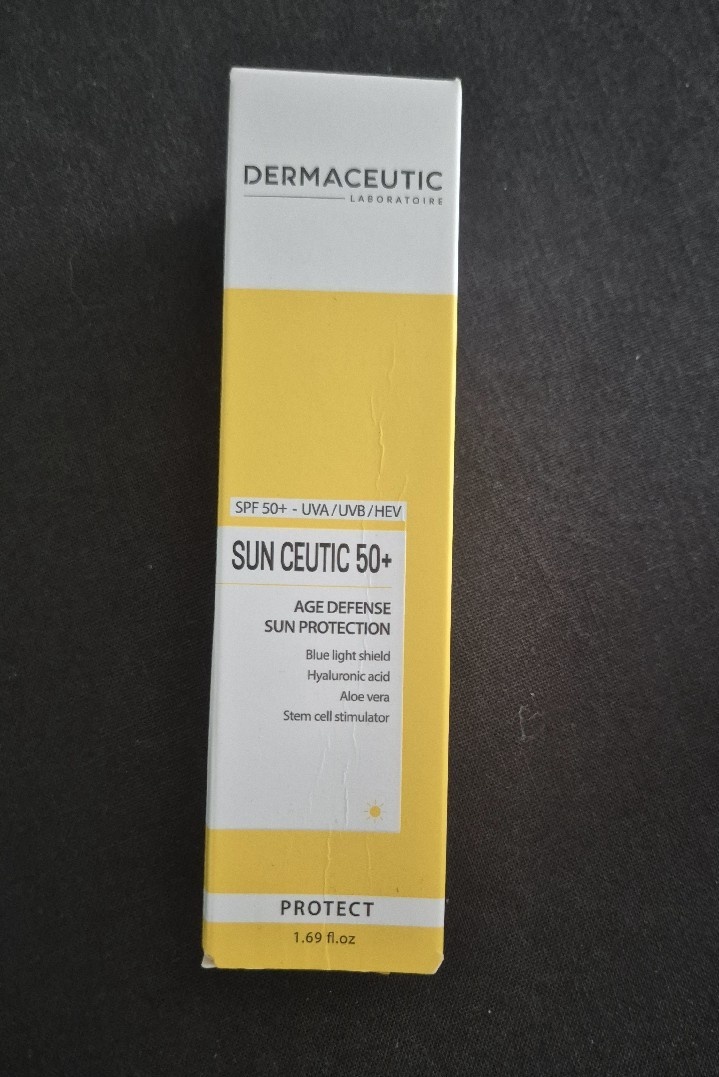 DERMACEUTIC
LABORATOIRE
SPF 50+ - UVA/UVB/HEV
SUN CEUTIC 50+
AGE DEFENSE
SUN PROTECTION
Blue light shield
Hyaluronic acid
Aloe vera
Stem cell stimulator
PROTECT
1.69 fl.oz